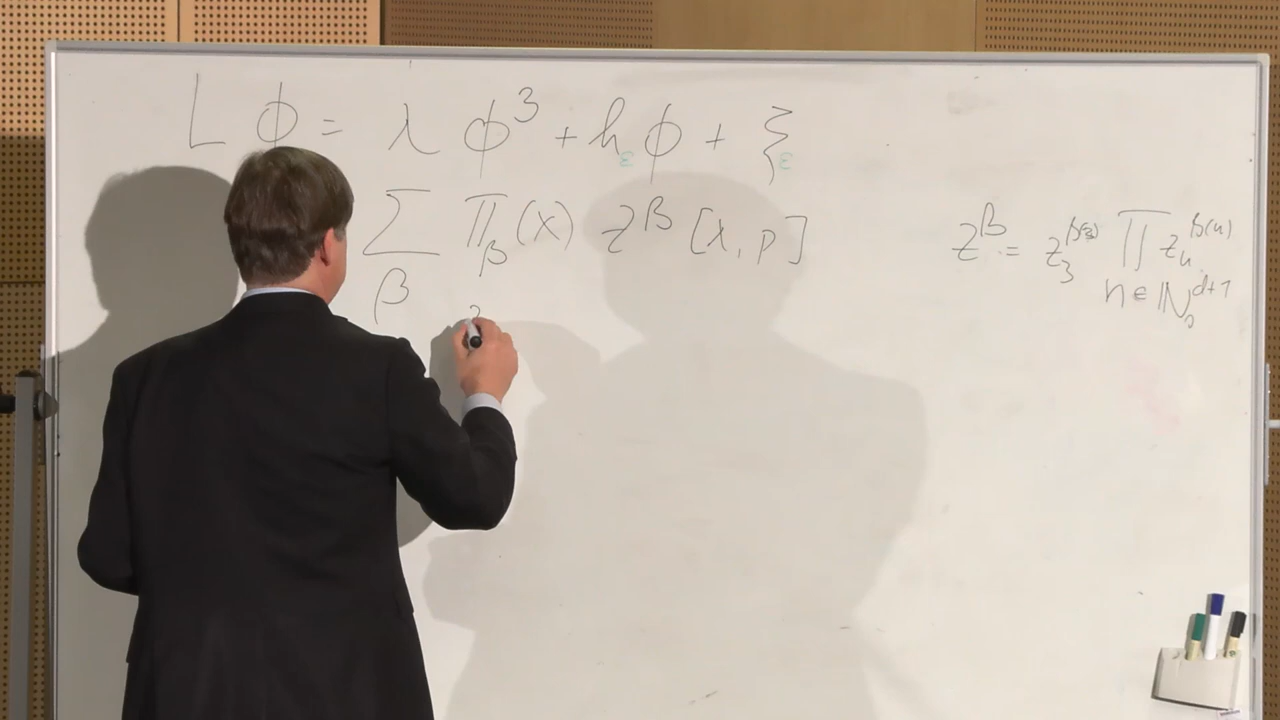 L ϕ = λ ϕ³ + h_ε ϕ + ξ_ε
∑_β Π_β(x) z^β [λ, p]
z^β := z_3^{β(3)} ∏_{n ∈ ℕ_0^{d+1}} z_n^{β(n)}